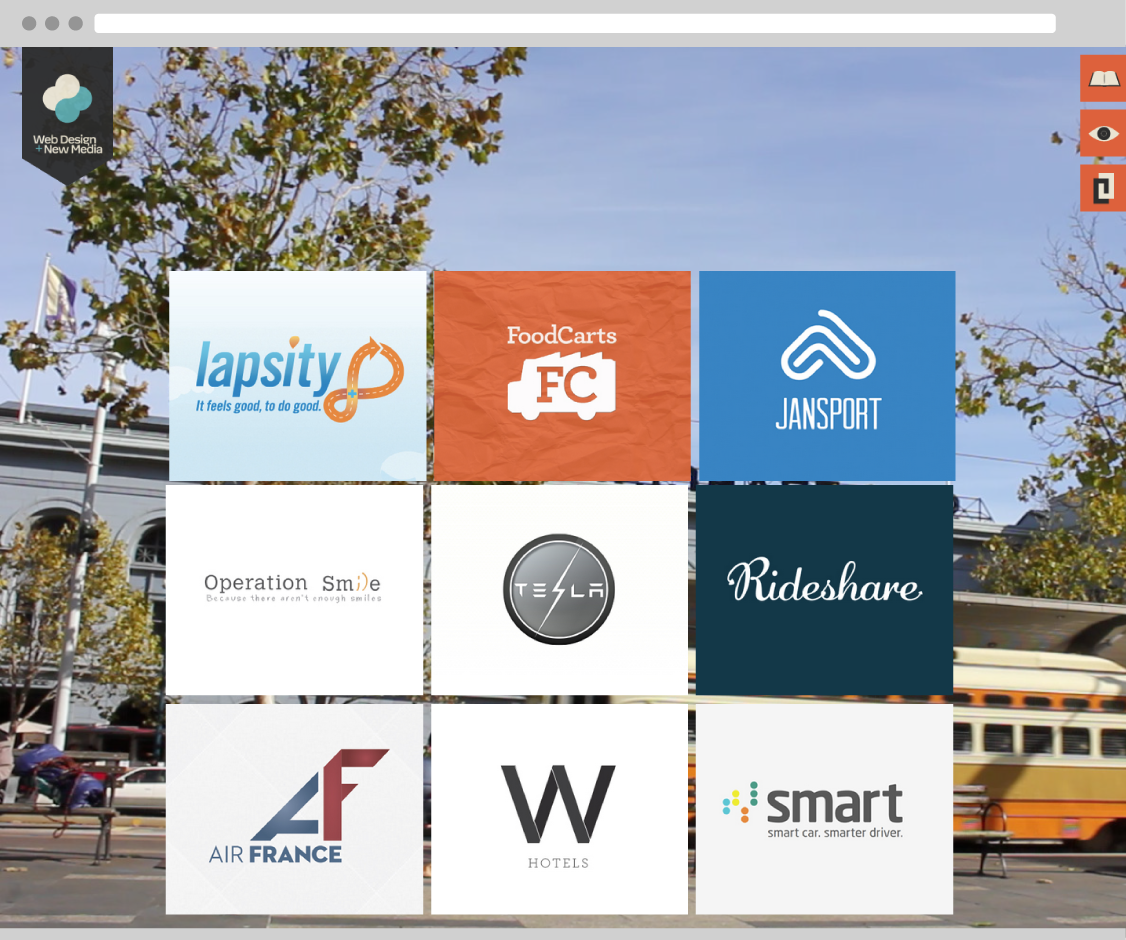 Web Design
+New Media
lapsity
It feels good, to do good.
FoodCarts
FC
JANSPORT
Operation Smile
Because there aren't enough smiles
TESLA
Rideshare
AF
AIR FRANCE
W
HOTELS
smart
smart car. smarter driver.